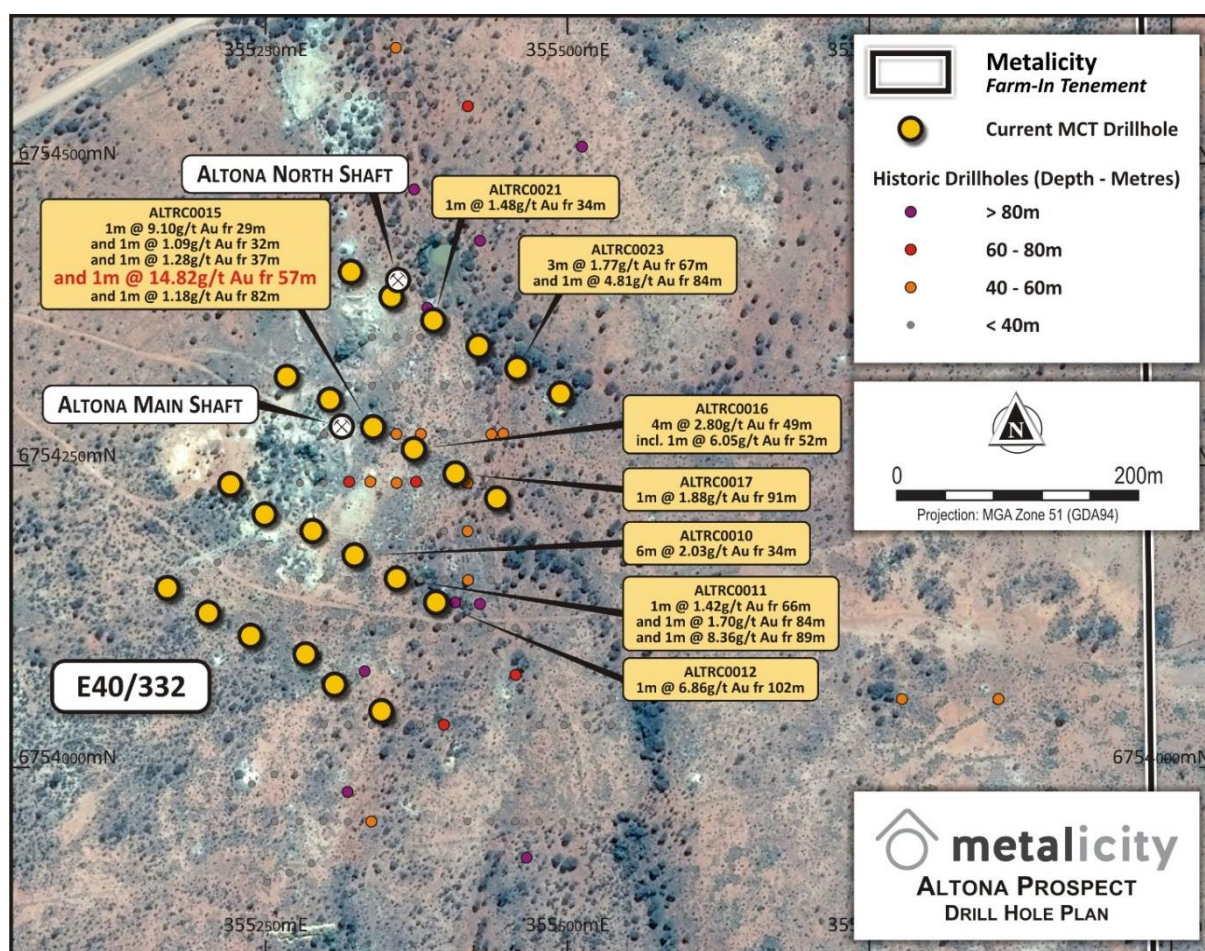 355250mE
355500mE
6754500mN
ALTONA NORTH SHAFT
ALTRC0021
1m @ 1.48g/t Au fr 34m
ALTRC0015
1m @ 9.10g/t Au fr 29m
and 1m @ 1.09g/t Au fr 32m
and 1m @ 1.28g/t Au fr 37m
and 1m @ 14.82g/t Au fr 57m
and 1m @ 1.18g/t Au fr 82m
ALTRC0023
3m @ 1.77g/t Au fr 67m
and 1m @ 4.81g/t Au fr 84m
ALTONA MAIN SHAFT
ALTRC0016
4m @ 2.80g/t Au fr 49m
incl. 1m @ 6.05g/t Au fr 52m
6754250mN
ALTRC0017
1m @ 1.88g/t Au fr 91m
ALTRC0010
6m @ 2.03g/t Au fr 34m
ALTRC0011
1m @ 1.42g/t Au fr 66m
and 1m @ 1.70g/t Au fr 84m
and 1m @ 8.36g/t Au fr 89m
ALTRC0012
1m @ 6.86g/t Au fr 102m
E40/332
6754000mN
6754000mN
355250mE
355500mE
Metalicity
Farm-In Tenement
Current MCT Drillhole
Historic Drillholes (Depth - Metres)
> 80m
60 - 80m
40 - 60m
< 40m
N
0
200m
Projection: MGA Zone 51 (GDA94)
metalicity
ALTONA PROSPECT
DRILL HOLE PLAN